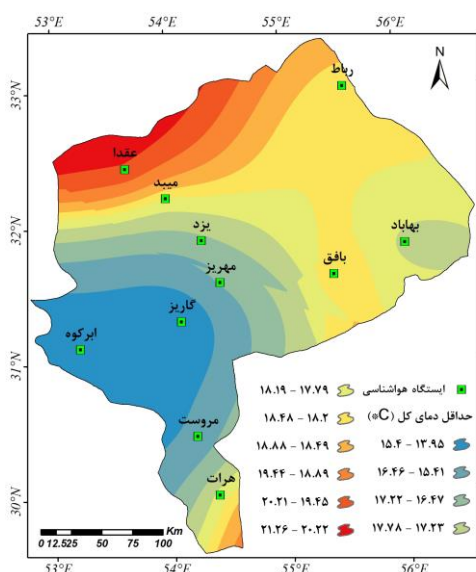 53°E 54°E 55°E 56°E
N
33°N
32°N
31°N
30°N
رباط
عقدا
میبد
یزد
بهاباد
مهریز
بافق
گاریز
ابرکوه
مروست
هرات
ایستگاه هواشناسی
حداقل دمای کل (C°)
۱۵.۴ - ۱۳.۹۵
۱۶.۴۶ - ۱۵.۴۱
۱۷.۲۲ - ۱۶.۴۷
۱۷.۷۸ - ۱۷.۲۳
۱۸.۱۹ - ۱۷.۷۹
۱۸.۴۸ - ۱۸.۲
۱۸.۸۸ - ۱۸.۴۹
۱۹.۴۴ - ۱۸.۸۹
۲۰.۲۱ - ۱۹.۴۵
۲۱.۲۶ - ۲۰.۲۲
Km
0 12.525 50 75 100
53°E 54°E 55°E 56°E